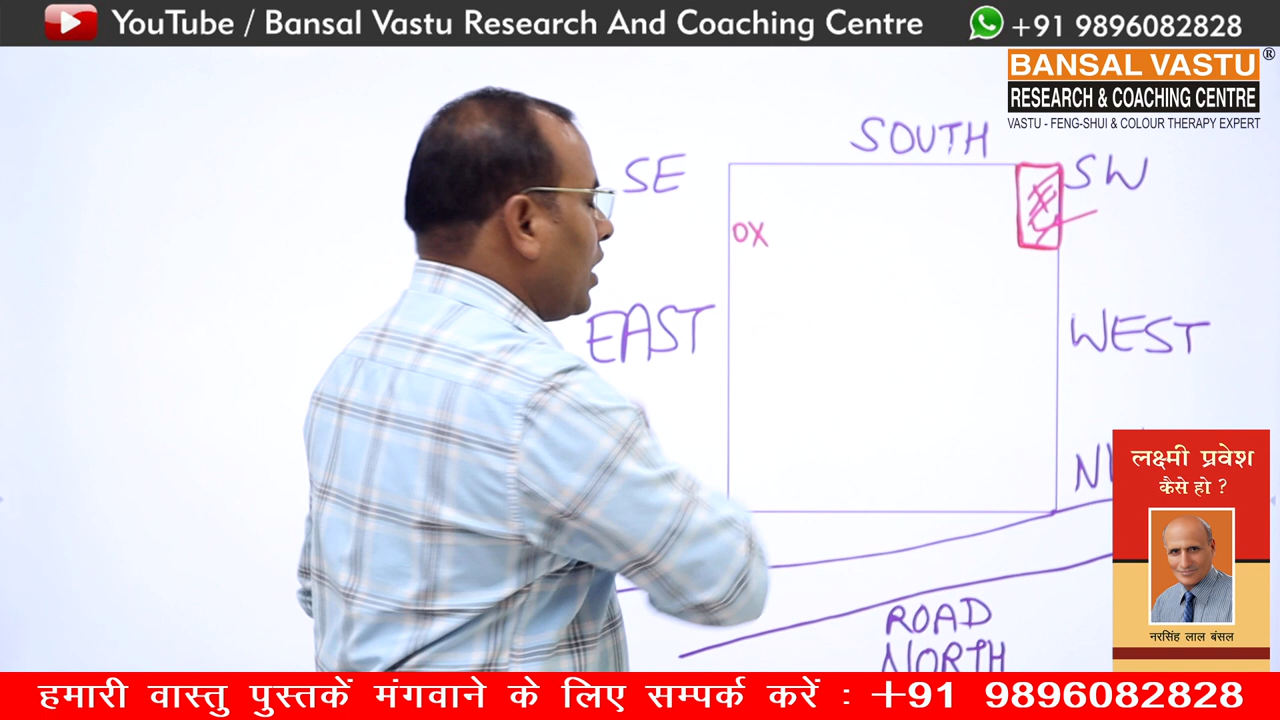 YouTube / Bansal Vastu Research And Coaching Centre
+91 9896082828
BANSAL VASTU®
RESEARCH & COACHING CENTRE
VASTU - FENG-SHUI & COLOUR THERAPY EXPERT
SOUTH
SE
SW
OX
EAST
WEST
लक्ष्मी प्रवेश
कैसे हो ?
नरसिंह लाल बंसल
ROAD
NORTH
हमारी वास्तु पुस्तकें मंगवाने के लिए सम्पर्क करें : +91 9896082828